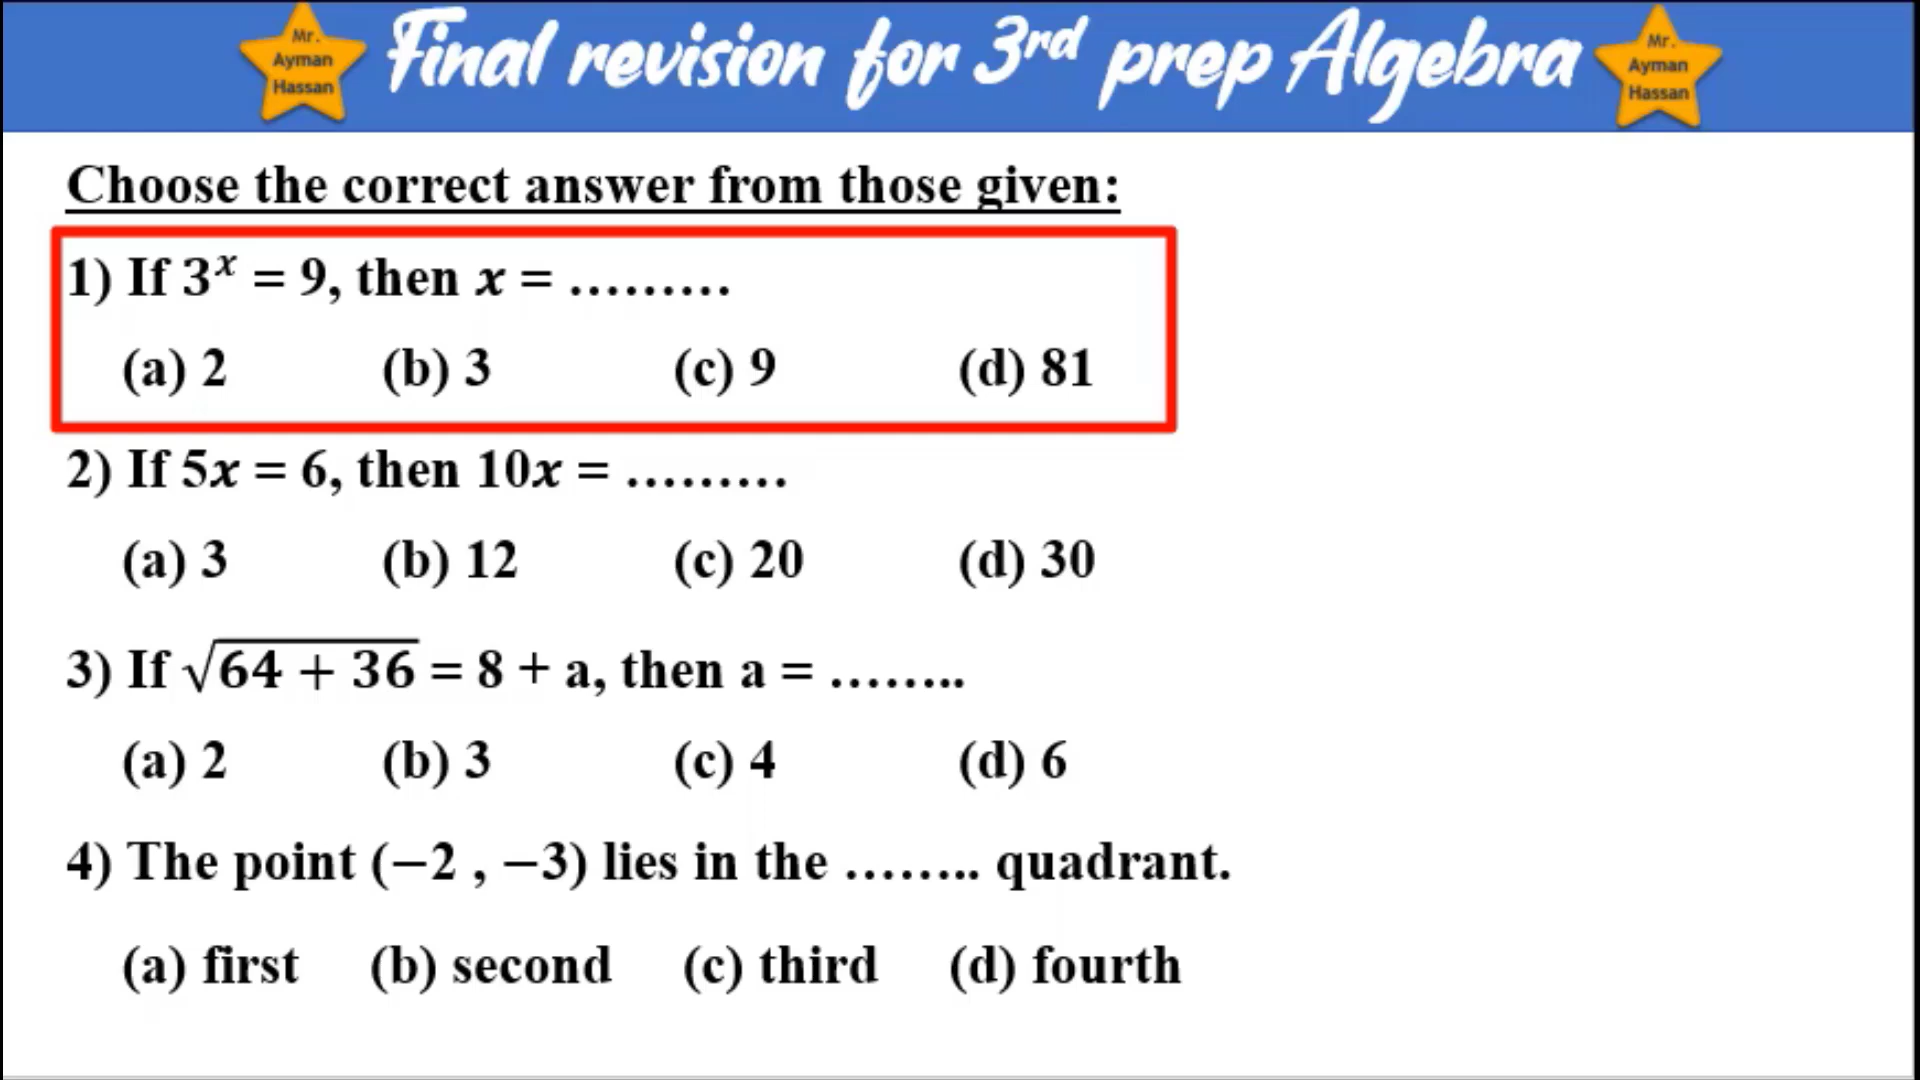 Mr.
Ayman
Hassan
Final revision for 3rd prep Algebra
Mr.
Ayman
Hassan
Choose the correct answer from those given:
1) If 3ˣ = 9, then x = ………
(a) 2 (b) 3 (c) 9 (d) 81
2) If 5x = 6, then 10x = ………
(a) 3 (b) 12 (c) 20 (d) 30
3) If √(64 + 36) = 8 + a, then a = ……..
(a) 2 (b) 3 (c) 4 (d) 6
4) The point (−2 , −3) lies in the …….. quadrant.
(a) first (b) second (c) third (d) fourth